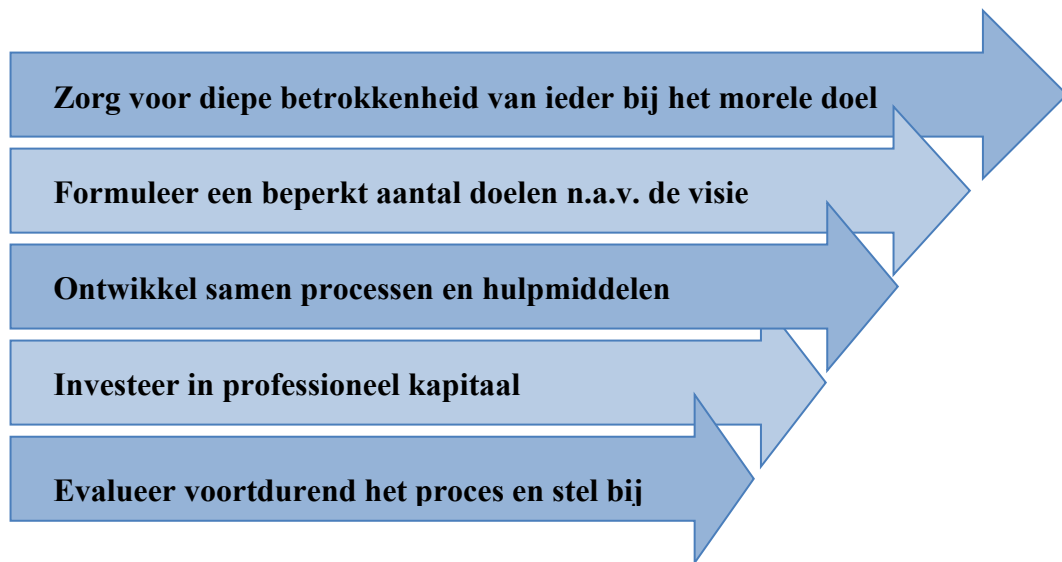 Zorg voor diepe betrokkenheid van ieder bij het morele doel
Formuleer een beperkt aantal doelen n.a.v. de visie
Ontwikkel samen processen en hulpmiddelen
Investeer in professioneel kapitaal
Evalueer voortdurend het proces en stel bij